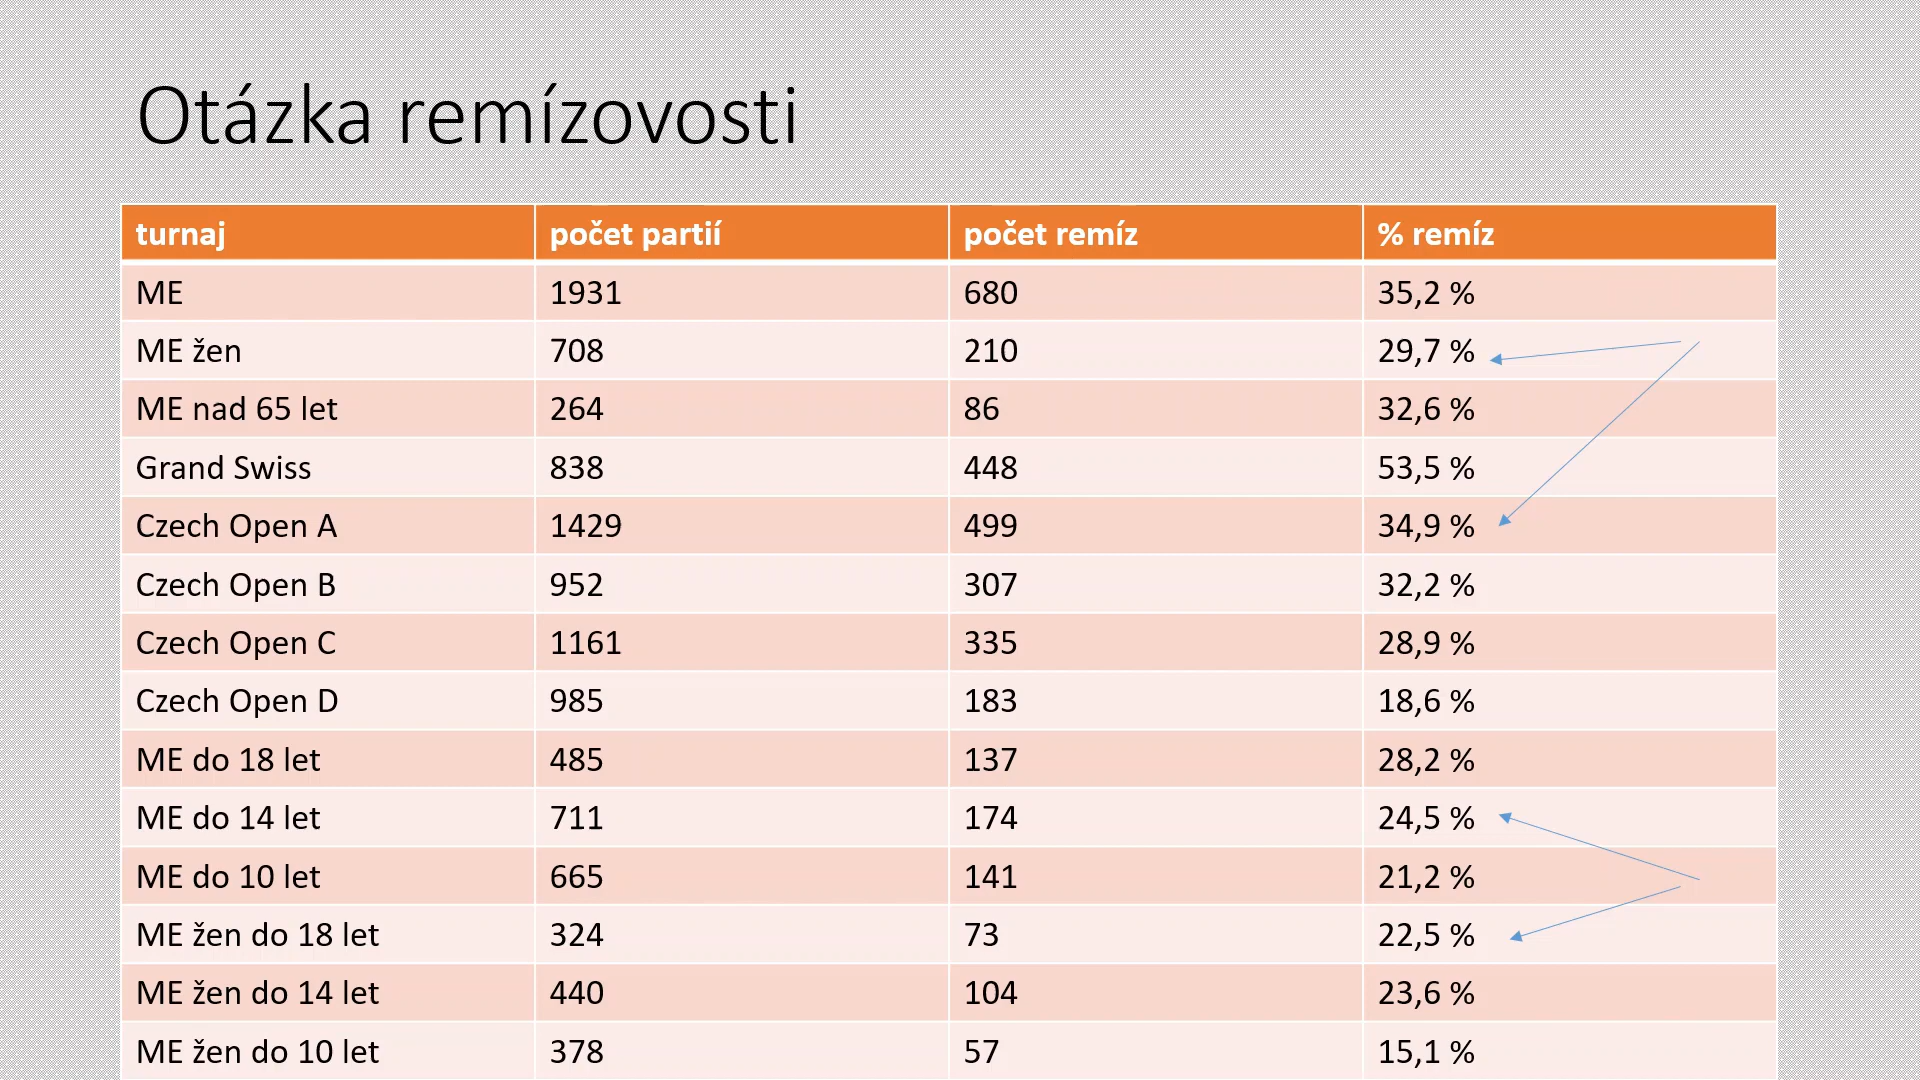 Otázka remízovosti
turnaj počet partií počet remíz % remíz
ME 1931 680 35,2 %
ME žen 708 210 29,7 %
ME nad 65 let 264 86 32,6 %
Grand Swiss 838 448 53,5 %
Czech Open A 1429 499 34,9 %
Czech Open B 952 307 32,2 %
Czech Open C 1161 335 28,9 %
Czech Open D 985 183 18,6 %
ME do 18 let 485 137 28,2 %
ME do 14 let 711 174 24,5 %
ME do 10 let 665 141 21,2 %
ME žen do 18 let 324 73 22,5 %
ME žen do 14 let 440 104 23,6 %
ME žen do 10 let 378 57 15,1 %